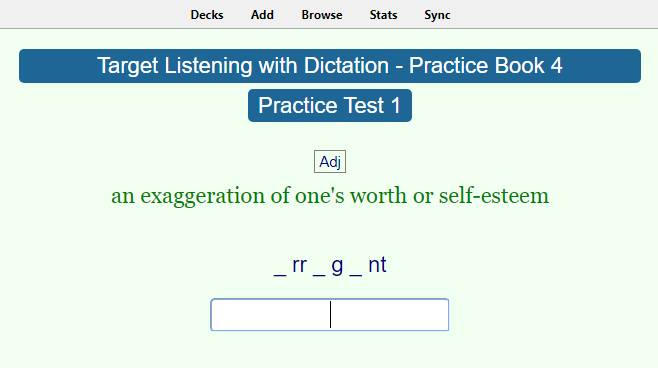 Decks Add Browse Stats Sync
Target Listening with Dictation - Practice Book 4
Practice Test 1
Adj
an exaggeration of one's worth or self-esteem
_ rr _ g _ nt